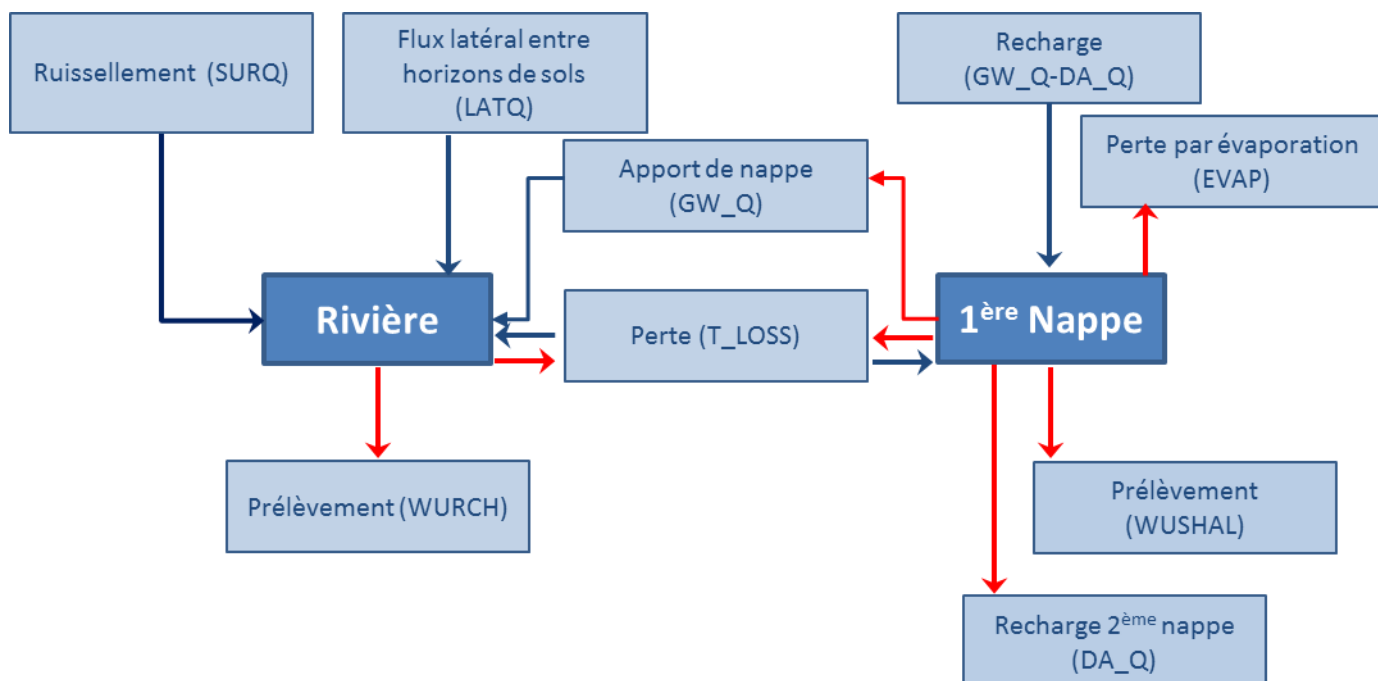 Ruissellement (SURQ)
Flux latéral entre
horizons de sols
(LATQ)
Recharge
(GW_Q-DA_Q)
Perte par évaporation
(EVAP)
Apport de nappe
(GW_Q)
Rivière
Perte (T_LOSS)
1ère Nappe
Prélèvement (WURCH)
Prélèvement
(WUSHAL)
Recharge 2ème nappe
(DA_Q)